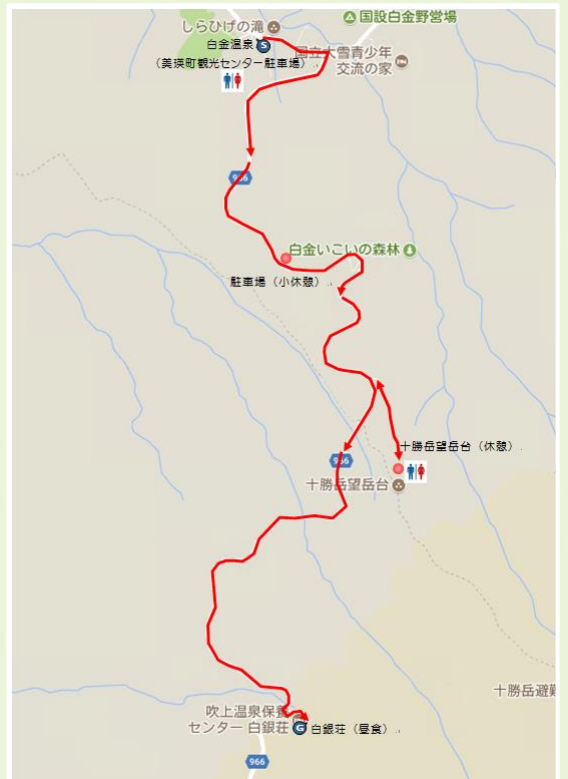 国設白金野営場
しらひげの滝
白金温泉
S
(美瑛町観光センター駐車場)
国立大雪青少年
交流の家
966
白金いこいの森林
駐車場(小休憩)
966
十勝岳望岳台(休憩)
十勝岳望岳台
十勝岳避難
吹上温泉保養
センター 白銀荘
G
白銀荘(昼食)
966